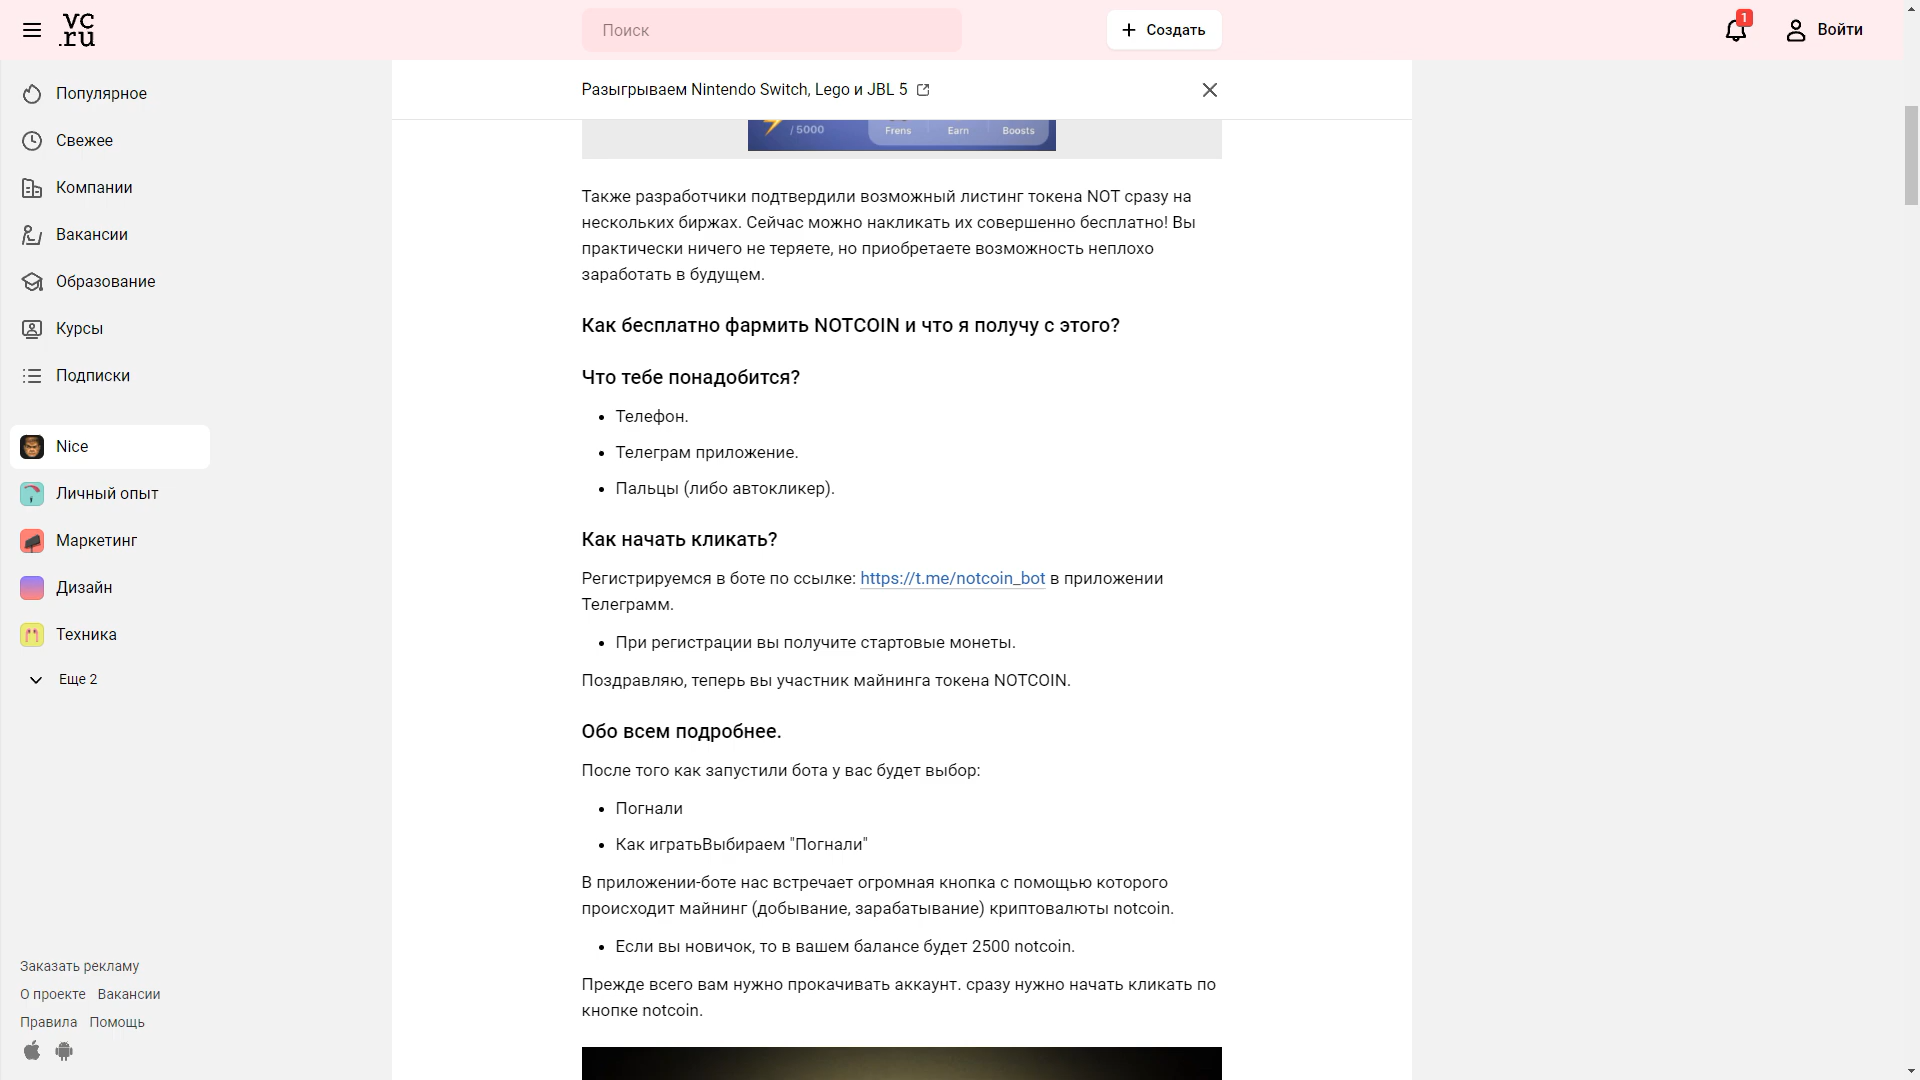 vc.ru
Поиск
Создать
1
Войти
Популярное
Свежее
Компании
Вакансии
Образование
Курсы
Подписки
Nice
Личный опыт
Маркетинг
Дизайн
Техника
Еще 2
Заказать рекламу
О проекте Вакансии
Правила Помощь
Разыгрываем Nintendo Switch, Lego и JBL 5
/ 5000
Frens Earn Boosts
Также разработчики подтвердили возможный листинг токена NOT сразу на
нескольких биржах. Сейчас можно накликать их совершенно бесплатно! Вы
практически ничего не теряете, но приобретаете возможность неплохо
заработать в будущем.
Как бесплатно фармить NOTCOIN и что я получу с этого?
Что тебе понадобится?
• Телефон.
• Телеграм приложение.
• Пальцы (либо автокликер).
Как начать кликать?
Регистрируемся в боте по ссылке: https://t.me/notcoin_bot в приложении
Телеграмм.
• При регистрации вы получите стартовые монеты.
Поздравляю, теперь вы участник майнинга токена NOTCOIN.
Обо всем подробнее.
После того как запустили бота у вас будет выбор:
• Погнали
• Как игратьВыбираем "Погнали"
В приложении-боте нас встречает огромная кнопка с помощью которого
происходит майнинг (добывание, зарабатывание) криптовалюты notcoin.
• Если вы новичок, то в вашем балансе будет 2500 notcoin.
Прежде всего вам нужно прокачивать аккаунт. сразу нужно начать кликать по
кнопке notcoin.